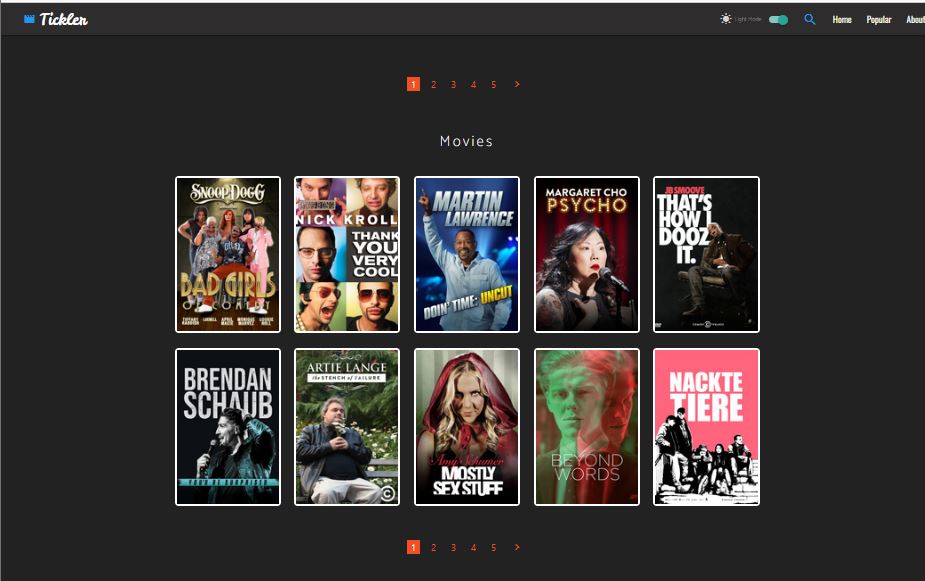 Tickler
Light Mode
Home
Popular
About
1 2 3 4 5 >
Movies
SNOOP DOGG
BAD GIRLS
OF COMEDY
TIFFANY HADDISH
LUENELL
APRIL MACIE
MONIQUE MARVEZ
NICK KROLL
THANK
YOU
VERY
COOL
MARTIN
LAWRENCE
DOIN' TIME: UNCUT
MARGARET CHO
PSYCHO
JB SMOOVE
THAT'S
HOW I
DOOZ
IT.
BRENDAN
SCHAUB
ARTIE LANGE
the STENCH of FAILURE
Amy Schumer
MOSTLY
SEX STUFF
BEYOND
WORDS
NACKTE
TIERE
1 2 3 4 5 >